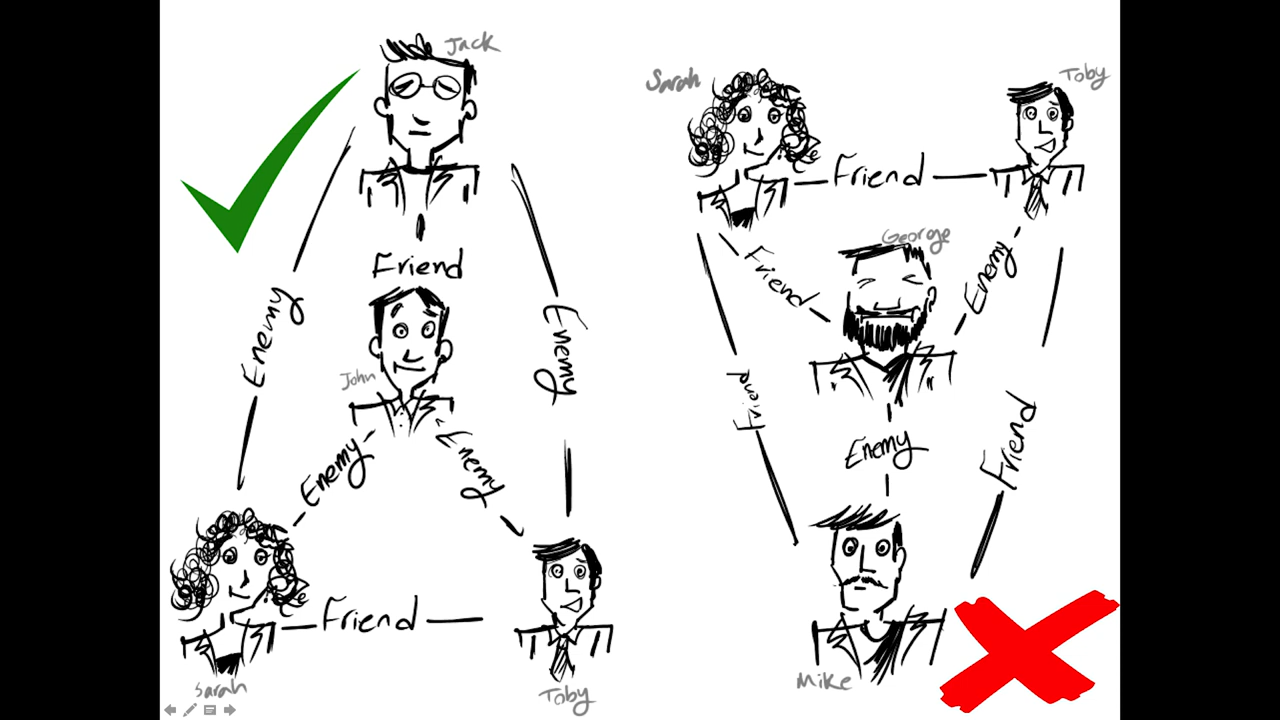 Jack
Enemy
Friend
Enemy
John
Enemy
Enemy
Friend
Sarah
Toby
Sarah
Toby
Friend
George
Friend
Enemy
Friend
Enemy
Friend
Mike